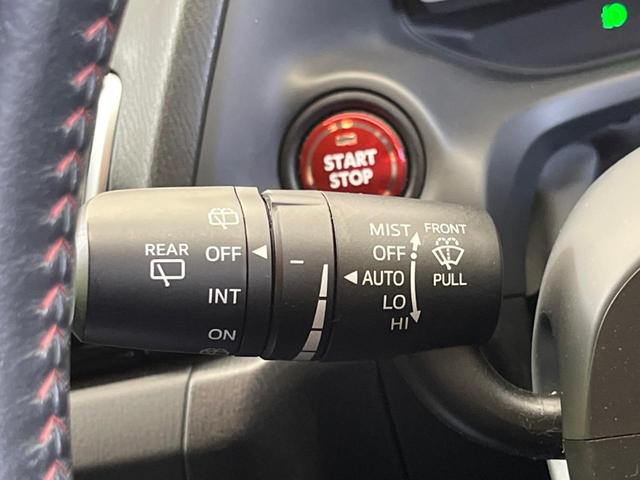 START
STOP
REAR
OFF
INT
ON
MIST
OFF
AUTO
LO
HI
FRONT
PULL